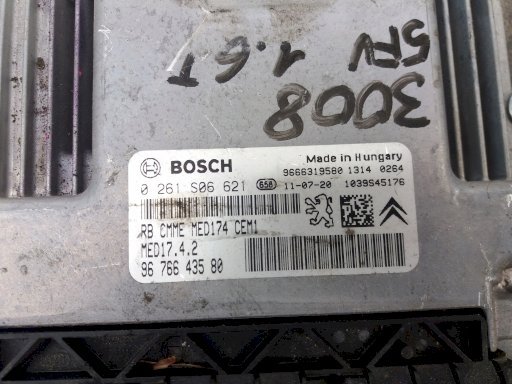 3008
5FV
1.6T
BOSCH
Made in Hungary
9666319580 1314 0264
0 261 S06 621 658 11-07-20 1039S45176
RB CMME MED174 CEM1
MED17.4.2
96 766 435 80